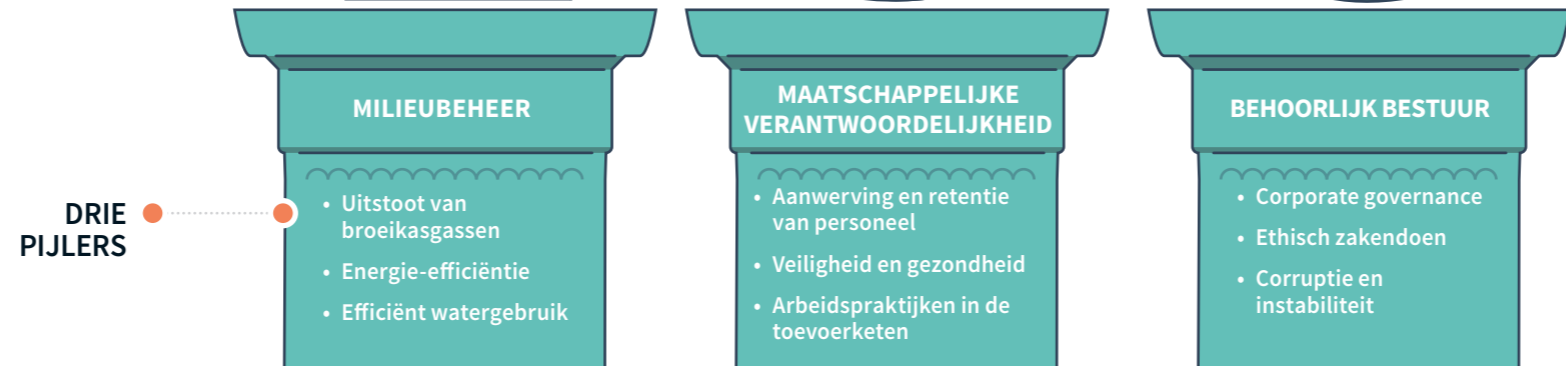 DRIE
PIJLERS
MILIEUBEHEER
• Uitstoot van
broeikasgassen
• Energie-efficiëntie
• Efficiënt watergebruik
MAATSCHAPPELIJKE
VERANTWOORDELIJKHEID
• Aanwerving en retentie
van personeel
• Veiligheid en gezondheid
• Arbeidspraktijken in de
toevoerketen
BEHOORLIJK BESTUUR
• Corporate governance
• Ethisch zakendoen
• Corruptie en
instabiliteit